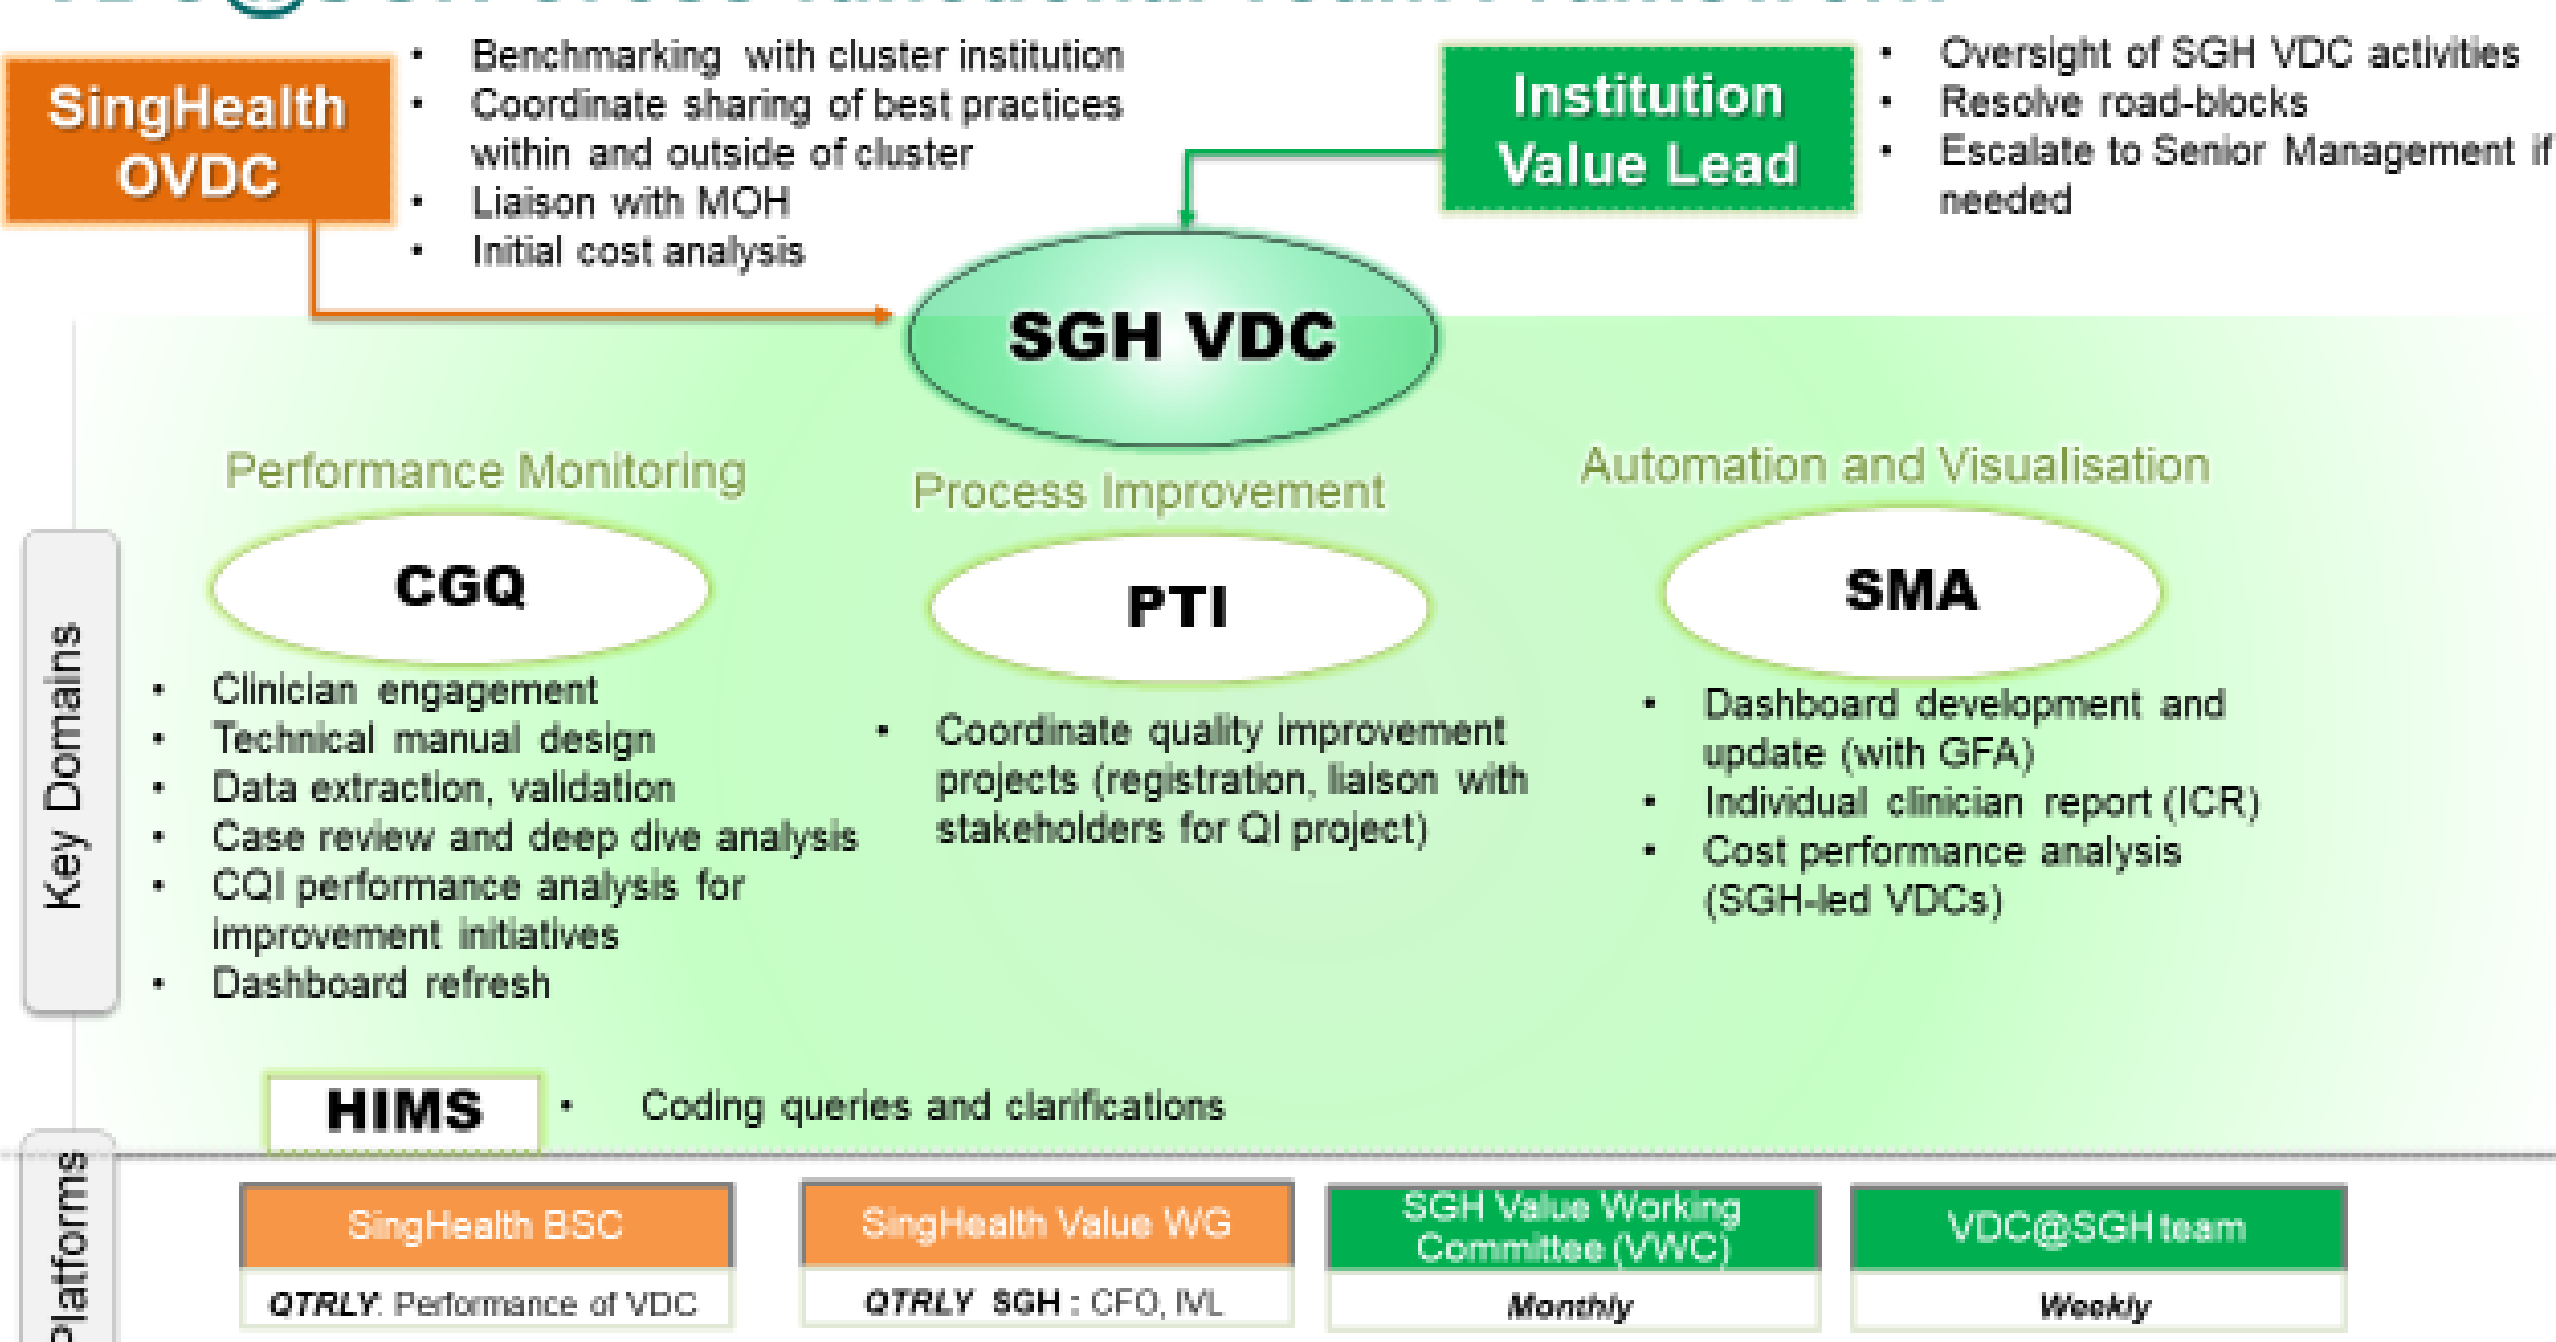 SingHealth
OVDC
• Benchmarking with cluster institution
• Coordinate sharing of best practices
within and outside of cluster
• Liaison with MOH
• Initial cost analysis
Institution
Value Lead
• Oversight of SGH VDC activities
• Resolve road-blocks
• Escalate to Senior Management if
needed
SGH VDC
Key Domains
Performance Monitoring
CGQ
• Clinician engagement
• Technical manual design
• Data extraction, validation
• Case review and deep dive analysis
• CQI performance analysis for
improvement initiatives
• Dashboard refresh
Process Improvement
PTI
• Coordinate quality improvement
projects (registration, liaison with
stakeholders for QI project)
Automation and Visualisation
SMA
• Dashboard development and
update (with GFA)
• Individual clinician report (ICR)
• Cost performance analysis
(SGH-led VDCs)
HIMS
• Coding queries and clarifications
Platforms
SingHealth BSC
QTRLY: Performance of VDC
SingHealth Value WG
QTRLY SGH : CFO, IVL
SGH Value Working
Committee (VWC)
Monthly
VDC@SGH team
Weekly